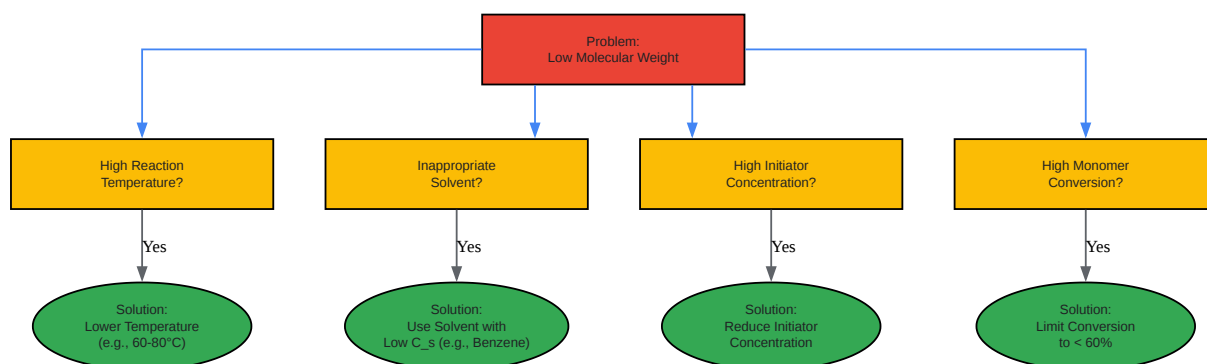 Problem:
Low Molecular Weight
High Reaction
Temperature?
Inappropriate
Solvent?
High Initiator
Concentration?
High Monomer
Conversion?
Yes
Yes
Yes
Yes
Solution:
Lower Temperature
(e.g., 60-80°C)
Solution:
Use Solvent with
Low C_s (e.g., Benzene)
Solution:
Reduce Initiator
Concentration
Solution:
Limit Conversion
to < 60%